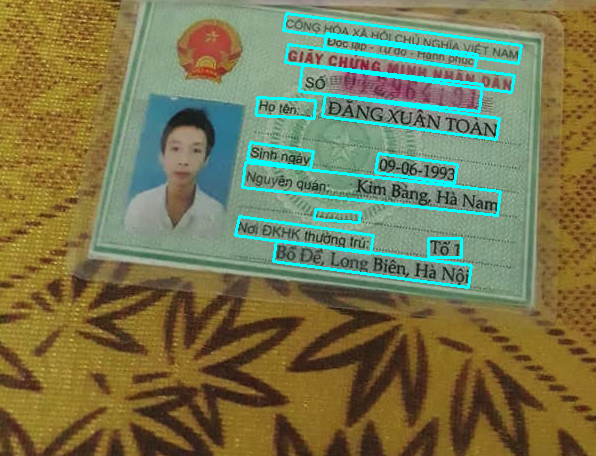 CỘNG HÒA XÃ HỘI CHỦ NGHĨA VIỆT NAM
Độc lập - Tự do - Hạnh phúc
GIẤY CHỨNG MINH NHÂN DÂN
SỐ
Họ tên: ĐẶNG XUÂN TOÀN
Sinh ngày 09-06-1993
Nguyên quán: Kim Bảng, Hà Nam
Nơi ĐKHK thường trú: Tổ 1
Bồ Đề, Long Biên, Hà Nội